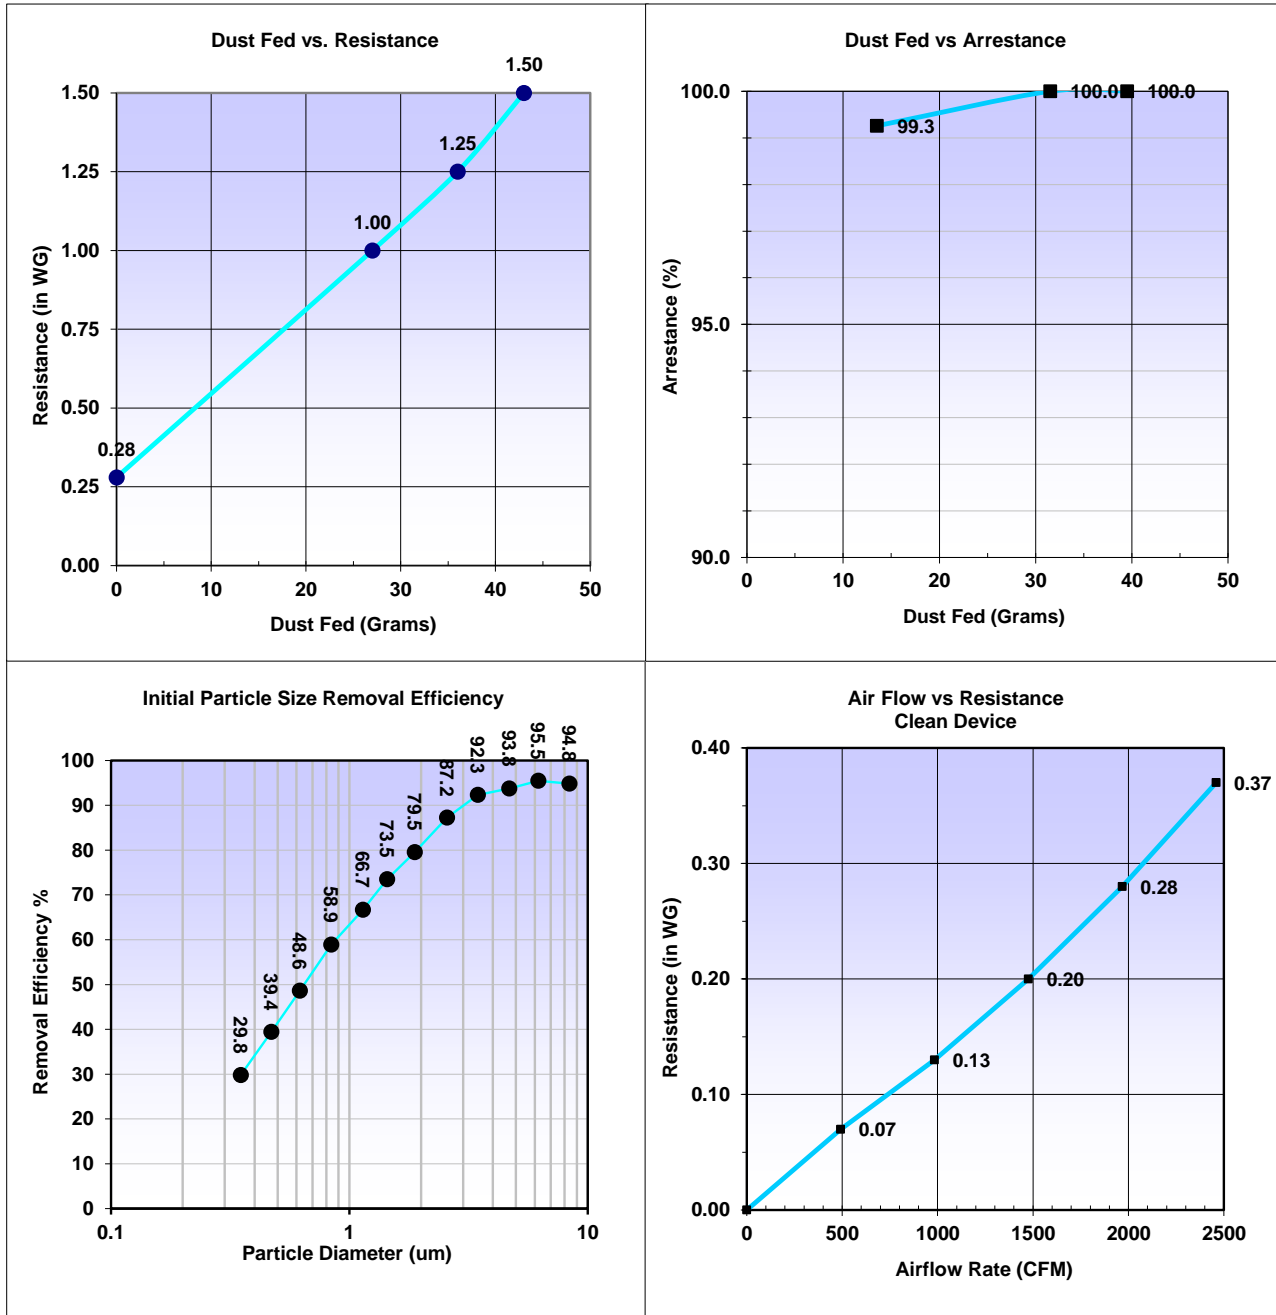 Dust Fed vs. Resistance
1.50
1.50
1.25
1.25
1.00
1.00
0.75
0.50
0.28
0.25
0.00
0 10 20 30 40 50
Resistance (in WG)
Dust Fed (Grams)
Dust Fed vs Arrestance
100.0
100.0 100.0
99.3
95.0
90.0
0 10 20 30 40 50
Arrestance (%)
Dust Fed (Grams)
Initial Particle Size Removal Efficiency
29.8
39.4
48.6
58.9
66.7
73.5
79.5
87.2
92.3
93.8
95.5
94.8
100
90
80
70
60
50
40
30
20
10
0
0.1 1 10
Removal Efficiency %
Particle Diameter (um)
Air Flow vs Resistance
Clean Device
0.40
0.37
0.30
0.28
0.20
0.20
0.13
0.10
0.07
0.00
0 500 1000 1500 2000 2500
Resistance (in WG)
Airflow Rate (CFM)